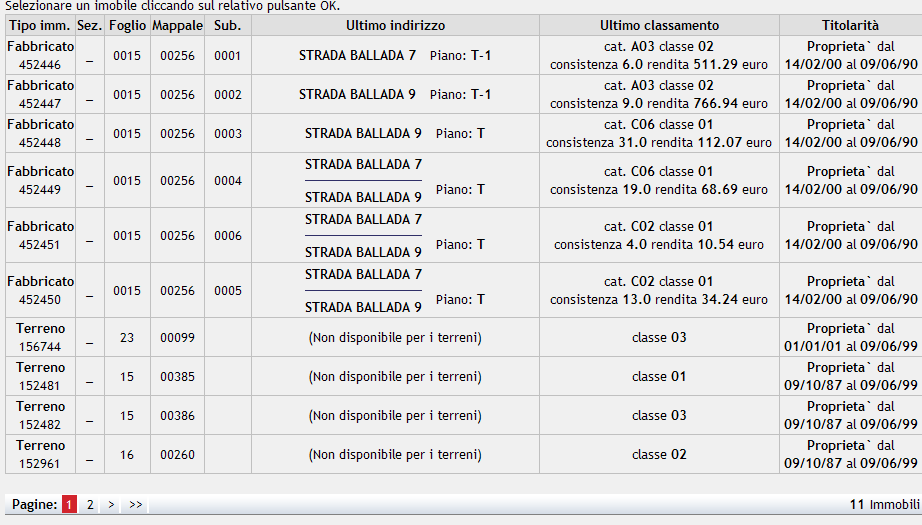 Selezionare un imobile cliccando sul relativo pulsante OK.
Tipo imm. Sez. Foglio Mappale Sub. Ultimo indirizzo Ultimo classamento Titolarità
Fabbricato 452446 _ 0015 00256 0001 STRADA BALLADA 7 Piano: T-1 cat. A03 classe 02 consistenza 6.0 rendita 511.29 euro Proprieta` dal 14/02/00 al 09/06/90
Fabbricato 452447 _ 0015 00256 0002 STRADA BALLADA 9 Piano: T-1 cat. A03 classe 02 consistenza 9.0 rendita 766.94 euro Proprieta` dal 14/02/00 al 09/06/90
Fabbricato 452448 _ 0015 00256 0003 STRADA BALLADA 9 Piano: T cat. C06 classe 01 consistenza 31.0 rendita 112.07 euro Proprieta` dal 14/02/00 al 09/06/90
Fabbricato 452449 _ 0015 00256 0004 STRADA BALLADA 7 STRADA BALLADA 9 Piano: T cat. C06 classe 01 consistenza 19.0 rendita 68.69 euro Proprieta` dal 14/02/00 al 09/06/90
Fabbricato 452451 _ 0015 00256 0006 STRADA BALLADA 7 STRADA BALLADA 9 Piano: T cat. C02 classe 01 consistenza 4.0 rendita 10.54 euro Proprieta` dal 14/02/00 al 09/06/90
Fabbricato 452450 _ 0015 00256 0005 STRADA BALLADA 7 STRADA BALLADA 9 Piano: T cat. C02 classe 01 consistenza 13.0 rendita 34.24 euro Proprieta` dal 14/02/00 al 09/06/90
Terreno 156744 _ 23 00099 (Non disponibile per i terreni) classe 03 Proprieta` dal 01/01/01 al 09/06/99
Terreno 152481 _ 15 00385 (Non disponibile per i terreni) classe 01 Proprieta` dal 09/10/87 al 09/06/99
Terreno 152482 _ 15 00386 (Non disponibile per i terreni) classe 03 Proprieta` dal 09/10/87 al 09/06/99
Terreno 152961 _ 16 00260 (Non disponibile per i terreni) classe 02 Proprieta` dal 09/10/87 al 09/06/99
Pagine: 1 2 > >> 11 Immobili